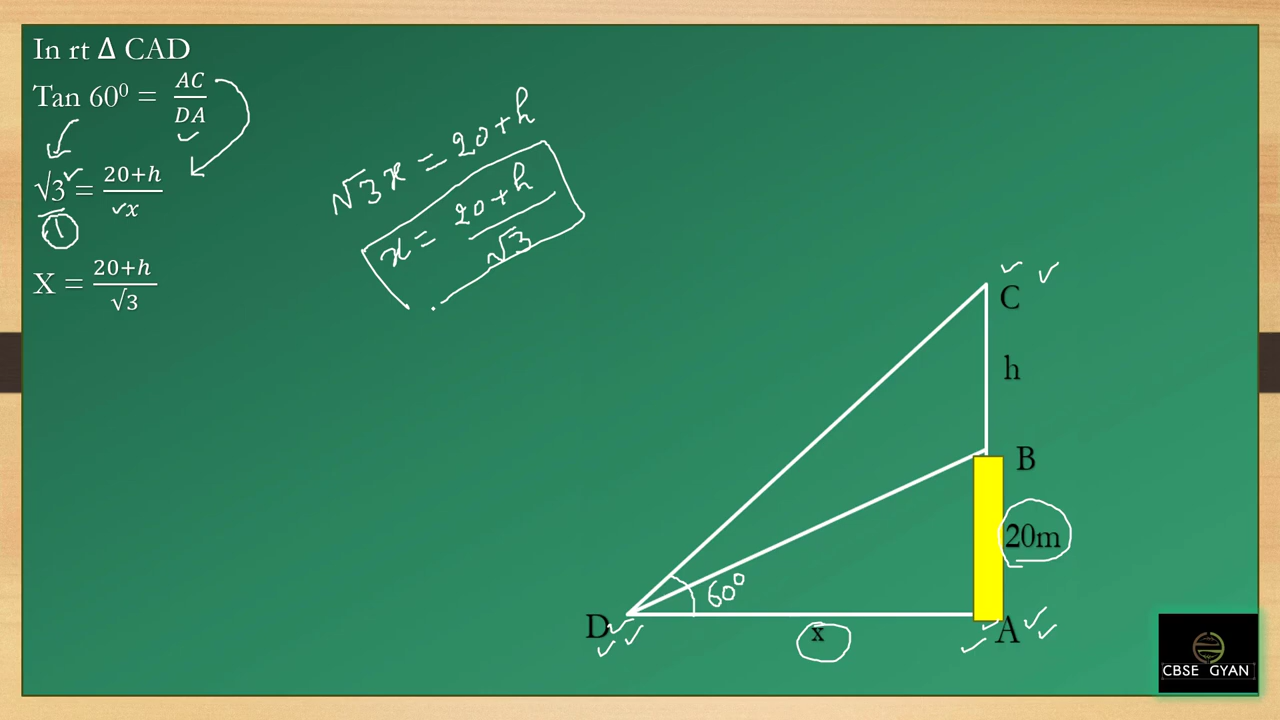 In rt Δ CAD
Tan 60⁰ = AC/DA
√3 = 20+h/x
①
X = 20+h/√3
√3x = 20+h
x = 20+h/√3
C
h
B
20m
60⁰
D
x
A
CBSE GYAN